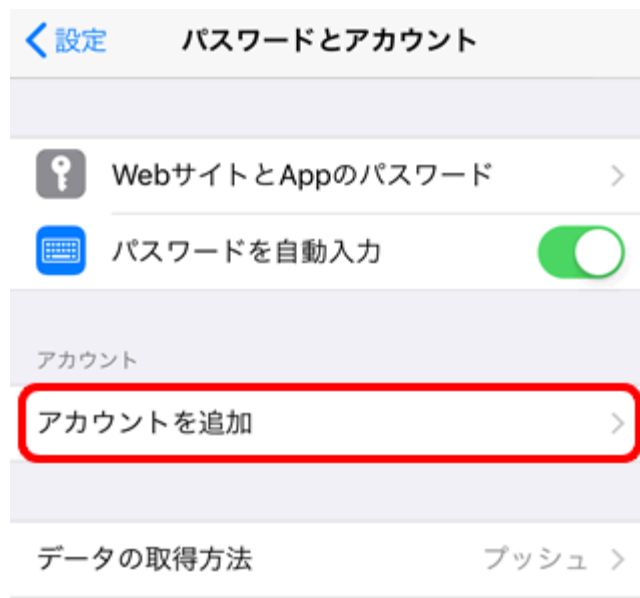 設定 パスワードとアカウント
WebサイトとAppのパスワード
パスワードを自動入力
アカウント
アカウントを追加
データの取得方法 プッシュ